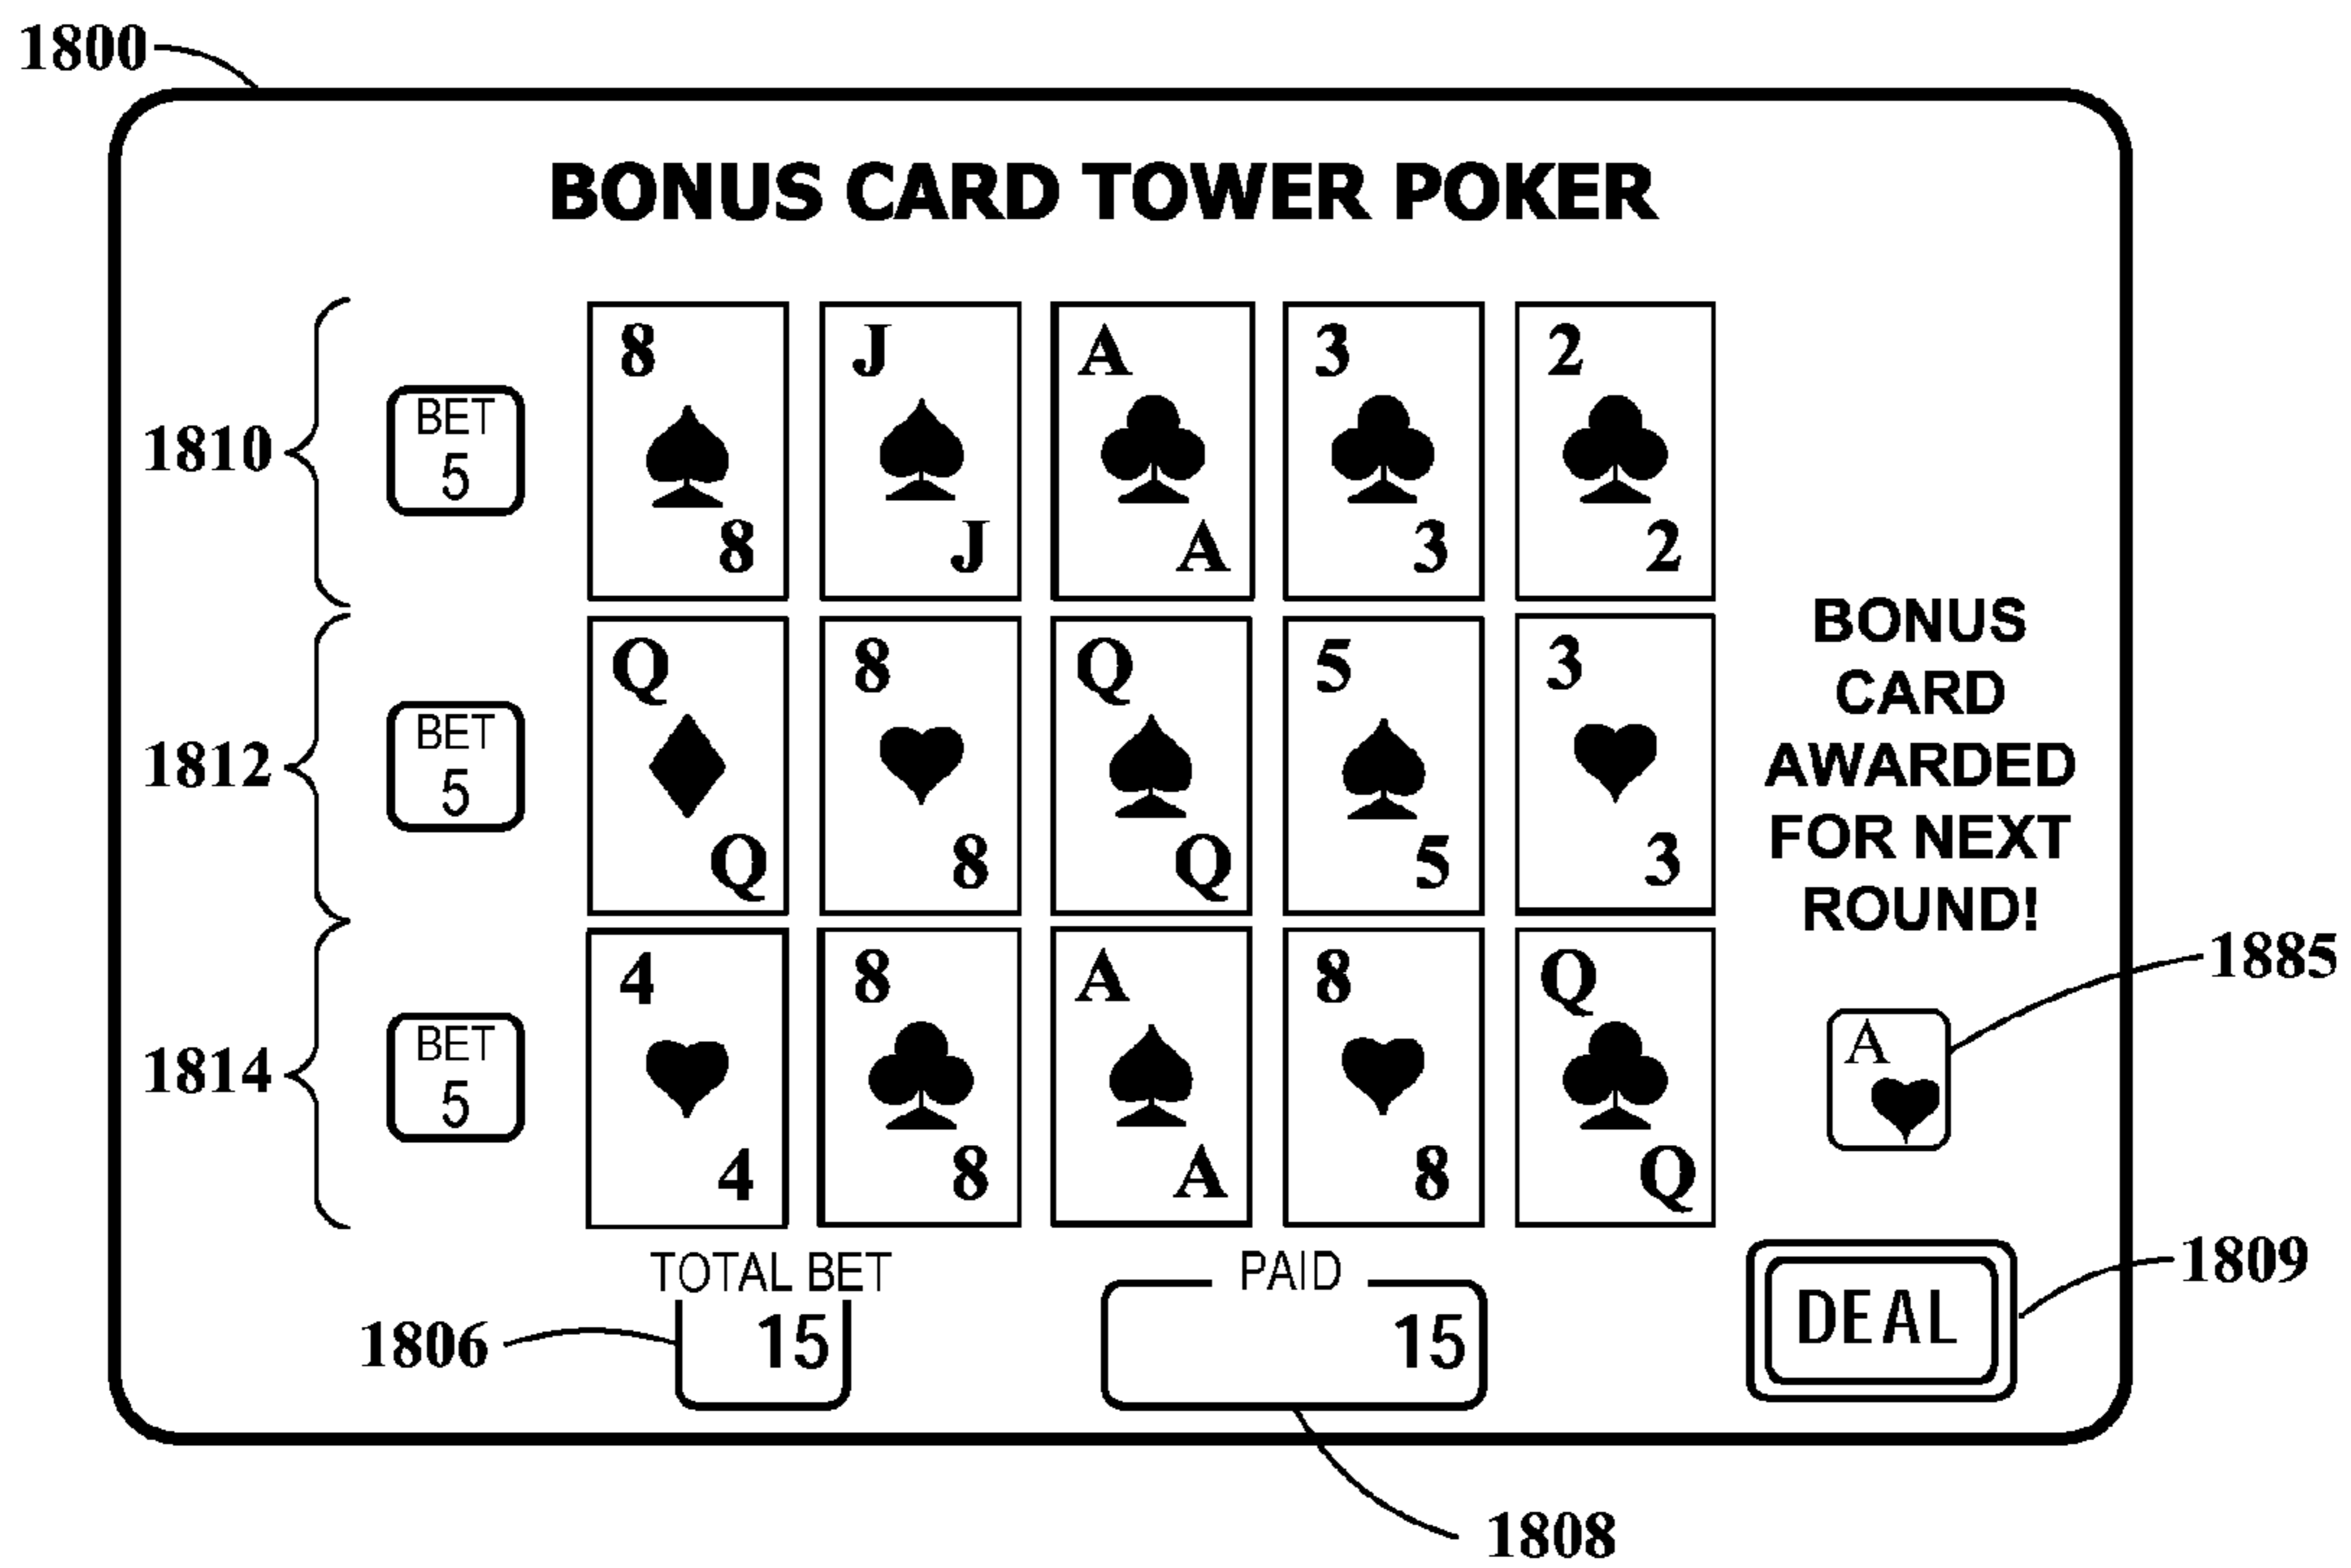 1800
BONUS CARD TOWER POKER
8 J A 3 2
1810
BET
5
8 J A 3 2
Q 8 Q 5 3
1812
BET
5
Q 8 Q 5 3
BONUS
CARD
AWARDED
FOR NEXT
ROUND!
1885
4 8 A 8 Q
1814
BET
5
A
4 8 A 8 Q
TOTAL BET
15
1806
PAID
15
1808
DEAL
1809